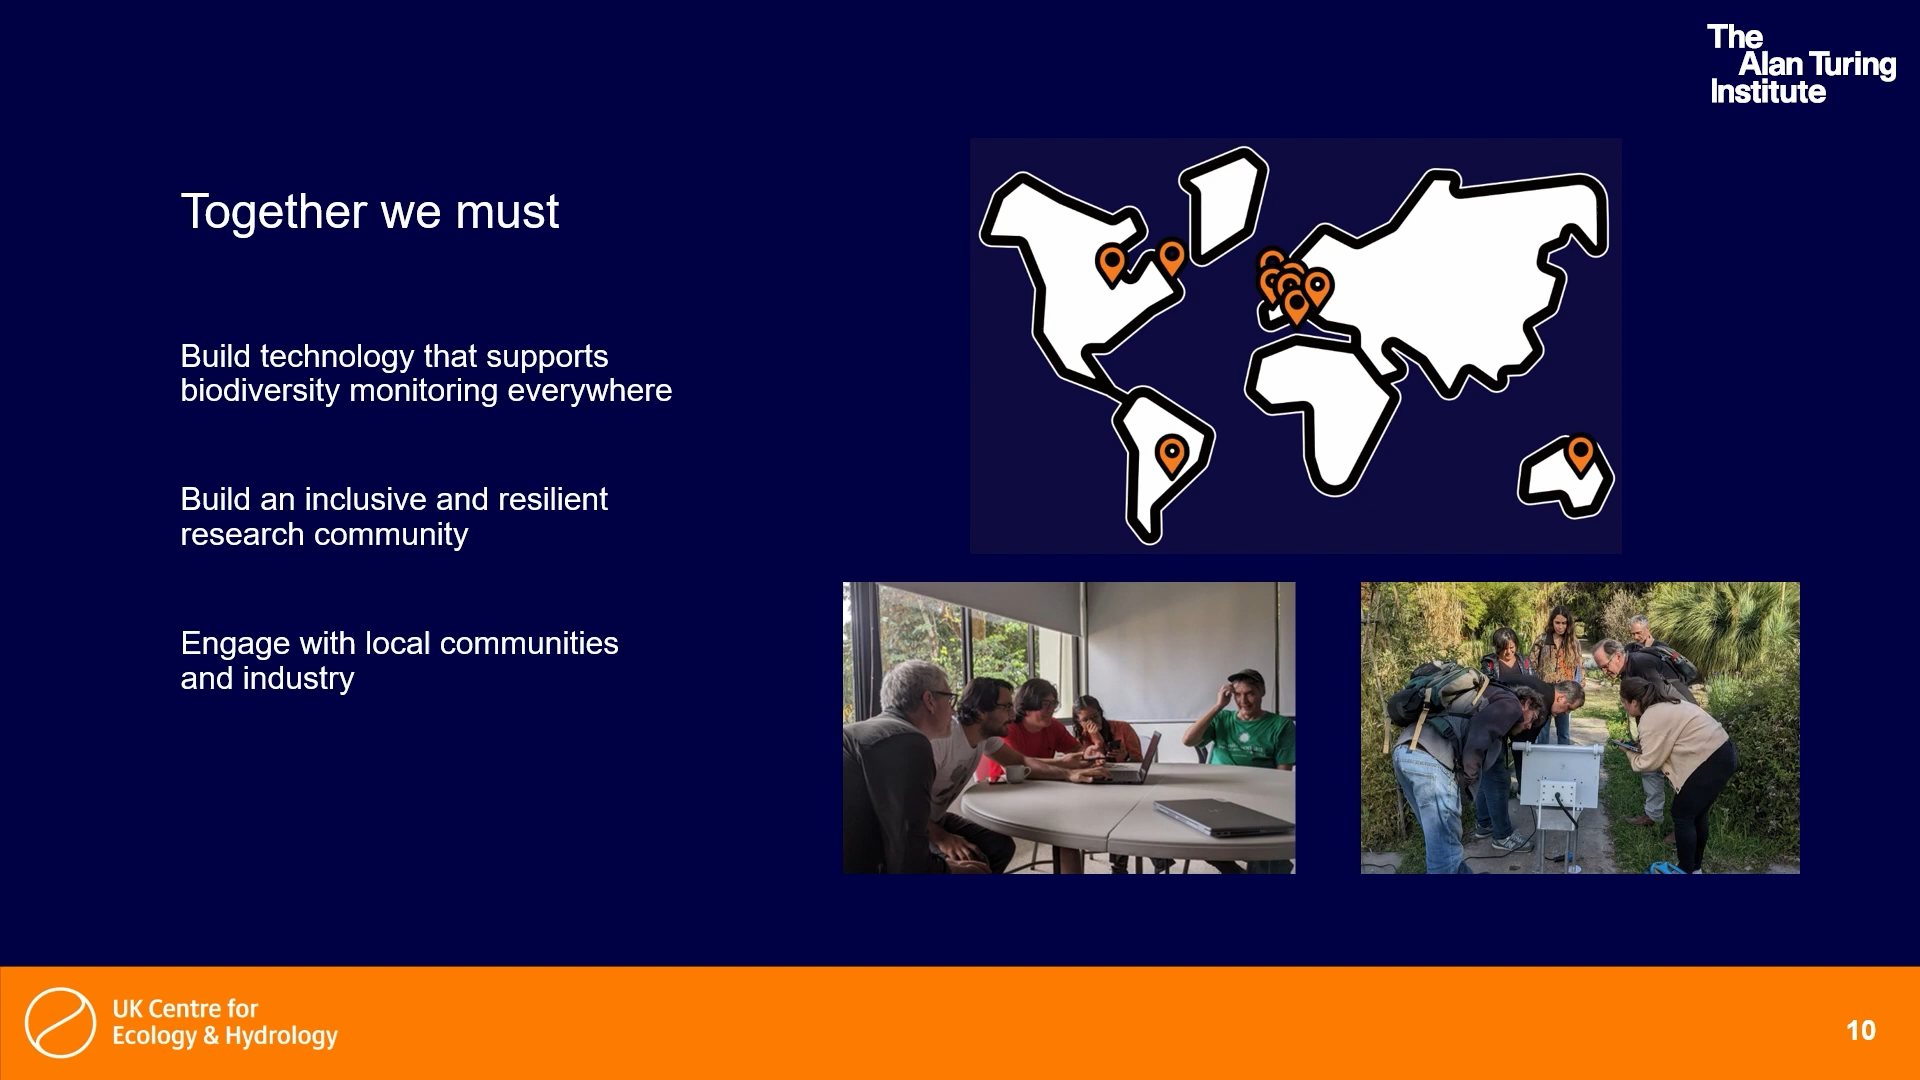 The
Alan Turing
Institute
Together we must
Build technology that supports
biodiversity monitoring everywhere
Build an inclusive and resilient
research community
Engage with local communities
and industry
UK Centre for
Ecology & Hydrology
10